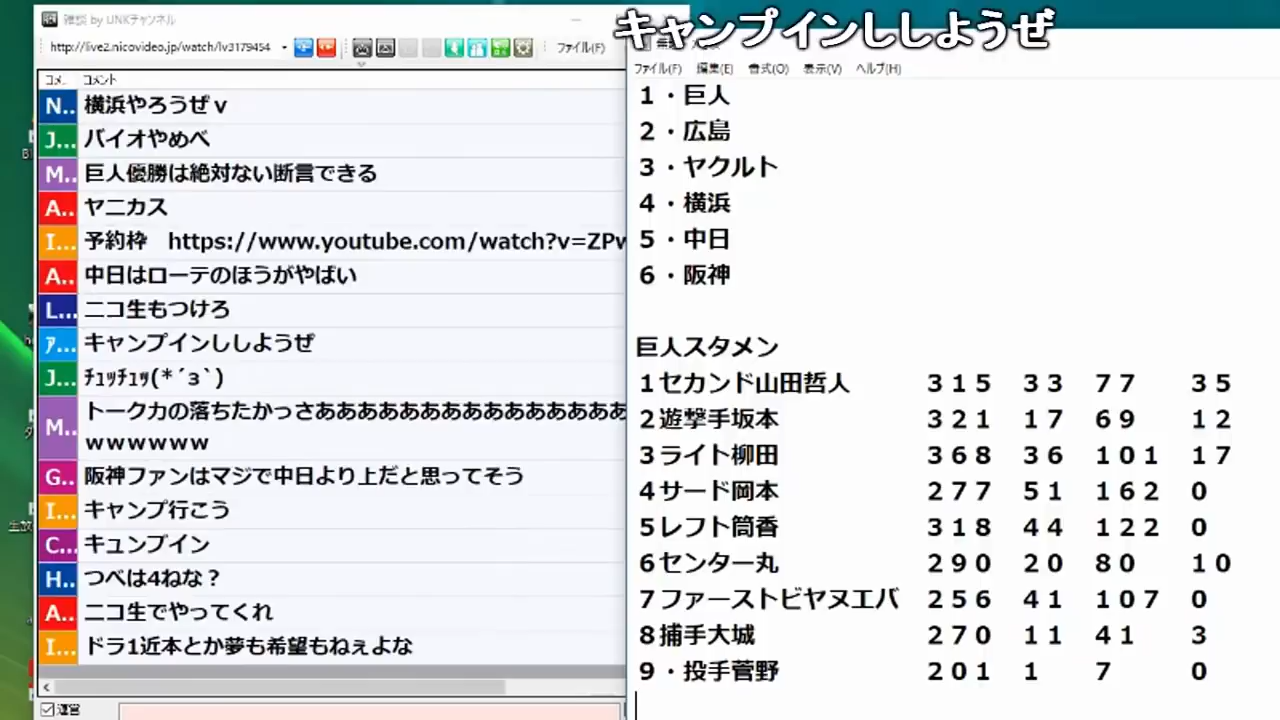 キャンプインししようぜ
雑談 by LINKチャンネル
http://live2.nicovideo.jp/watch/lv3179454
ファイル(F)
コメ.. コメント
N.. 横浜やろうぜｖ
J... バイオやめべ
M.. 巨人優勝は絶対ない断言できる
A.. ヤニカス
I... 予約枠　https://www.youtube.com/watch?v=ZPw
A.. 中日はローテのほうがやばい
L... ニコ生もつけろ
ｱ... キャンプインししようぜ
J... ﾁｭｯﾁｭｯ(*´з`)
M.. トーク力の落ちたかっさあああああああああああああああああ
wwwwww
G.. 阪神ファンはマジで中日より上だと思ってそう
I... キャンプ行こう
C... キュンブイン
H.. つべは4ねな？
A.. ニコ生でやってくれ
I... ドラ1近本とか夢も希望もねぇよな
運営
ファイル(F) 編集(E) 書式(O) 表示(V) ヘルプ(H)
１・巨人
２・広島
３・ヤクルト
４・横浜
５・中日
６・阪神
巨人スタメン
１セカンド山田哲人 ３１５ ３３ ７７ ３５
２遊撃手坂本 ３２１ １７ ６９ １２
３ライト柳田 ３６８ ３６ １０１ １７
４サード岡本 ２７７ ５１ １６２ ０
５レフト筒香 ３１８ ４４ １２２ ０
６センター丸 ２９０ ２０ ８０ １０
７ファーストビヤヌエバ ２５６ ４１ １０７ ０
８捕手大城 ２７０ １１ ４１ ３
９・投手菅野 ２０１ １ ７ ０